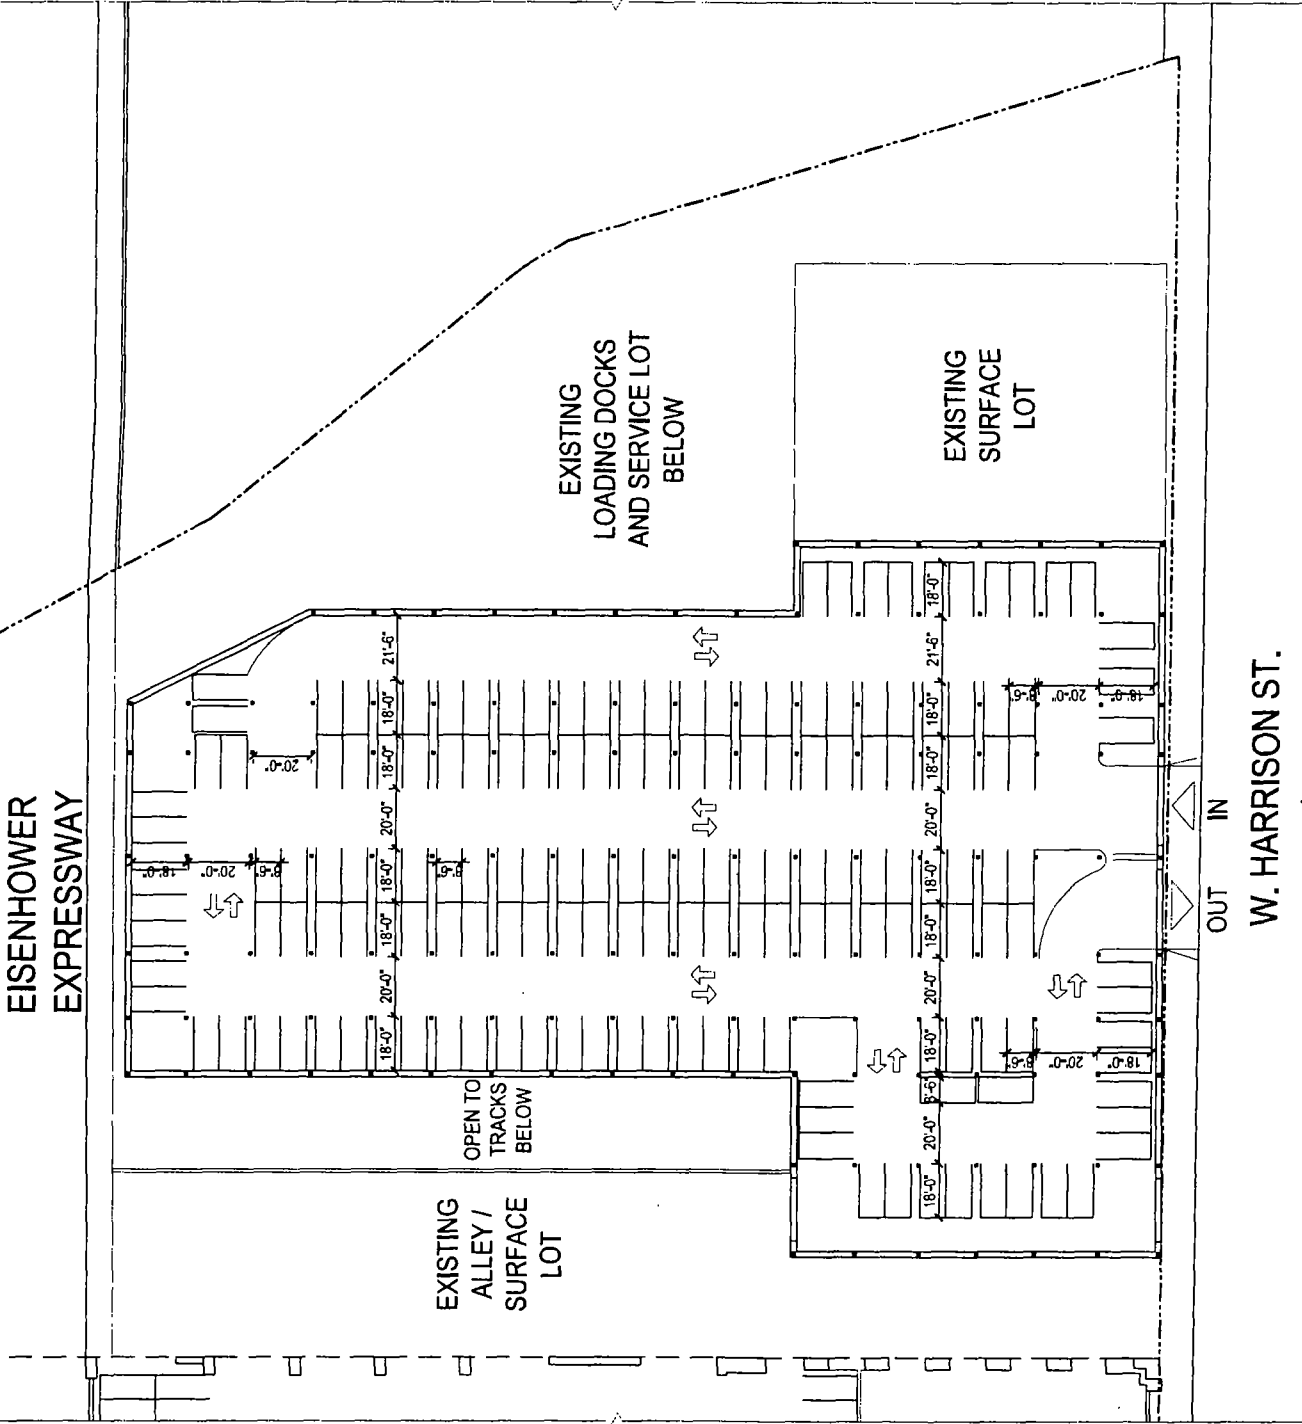 EISENHOWER
EXPRESSWAY
EXISTING
LOADING DOCKS
AND SERVICE LOT
BELOW
EXISTING
SURFACE
LOT
OPEN TO
TRACKS
BELOW
EXISTING
ALLEY /
SURFACE
LOT
IN
OUT
W. HARRISON ST.
21'-6"
18'-0"
18'-0"
20'-0"
18'-0"
18'-0"
20'-0"
18'-0"
20'-0"
18'-0"
20'-0"
8'-6"
8'-6"
18'-0"
21'-6"
18'-0"
18'-0"
20'-0"
18'-0"
18'-0"
20'-0"
18'-0"
8'-6"
20'-0"
18'-0"
8'-6"
20'-0"
18'-0"
8'-6"
20'-0"
18'-0"